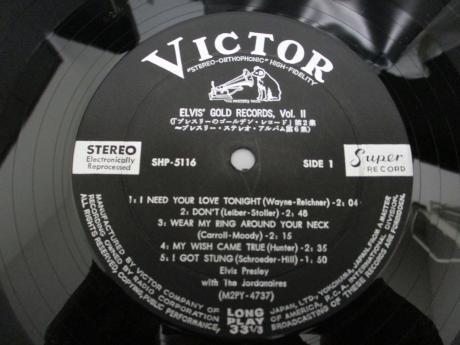 VICTOR
"STEREO-ORTHOPHONIC" HIGH-FIDELITY
"HIS MASTER'S VOICE"
ELVIS' GOLD RECORDS, Vol. II
(「プレスリーのゴールデン・レコード」第2集
〜プレスリー・ステレオ・アルバム第6集)
STEREO
Electronically
Reprocessed
SHP-5116
SIDE 1
Super
RECORD
1: I NEED YOUR LOVE TONIGHT (Wayne-Reichner) -2: 04
2: DON'T (Leiber-Stoller) -2: 48
3: WEAR MY RING AROUND YOUR NECK
(Carroll-Moody) -2: 15
4: MY WISH CAME TRUE (Hunter) -2: 35
5: I GOT STUNG (Schroeder-Hill) -1: 50
Elvis Presley
with The Jordanaires
(M2PY-4737)
LONG
PLAY
33⅓
MANUFACTURED BY VICTOR COMPANY OF JAPAN, LTD., YOKOHAMA, JAPAN, FROM A MASTER
RECORDING OWNED BY RADIO CORPORATION OF AMERICA, R.C.A. INTERNATIONAL DIVISION
ALL RIGHTS RESERVED. COPYING, PUBLIC PERFORMANCE, BROADCASTING OF THESE RECORDS ARE FORBIDDEN.